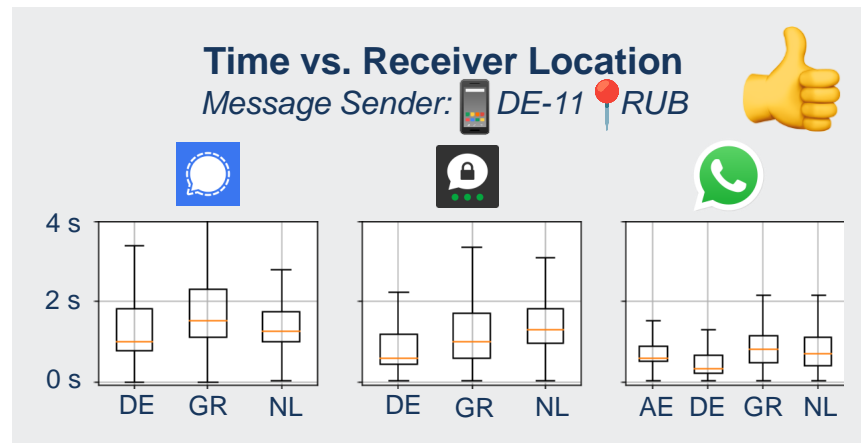 Time vs. Receiver Location
Message Sender: DE-11 RUB
4 s
2 s
0 s
DE GR NL
DE GR NL
AE DE GR NL